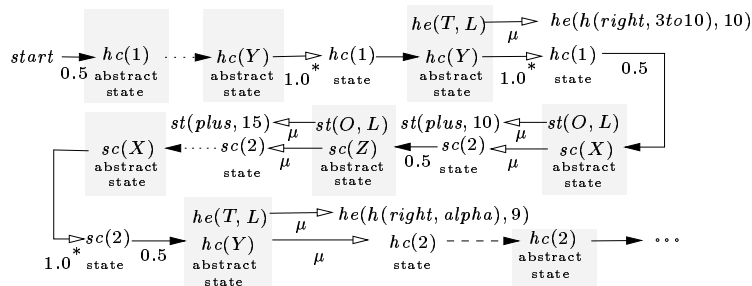 he(T, L) μ he(h(right, 3to10), 10)
start 0.5 hc(1) hc(Y) 1.0* hc(1) hc(Y) μ 1.0* hc(1) 0.5
abstract state abstract state state abstract state state
st(plus, 15) μ st(O, L) st(plus, 10) μ st(O, L)
sc(X) sc(2) μ sc(Z) 0.5 sc(2) μ sc(X)
abstract state state abstract state state abstract state
he(T, L) μ he(h(right, alpha), 9)
1.0* sc(2) 0.5 hc(Y) μ hc(2) hc(2)
state abstract state state abstract state